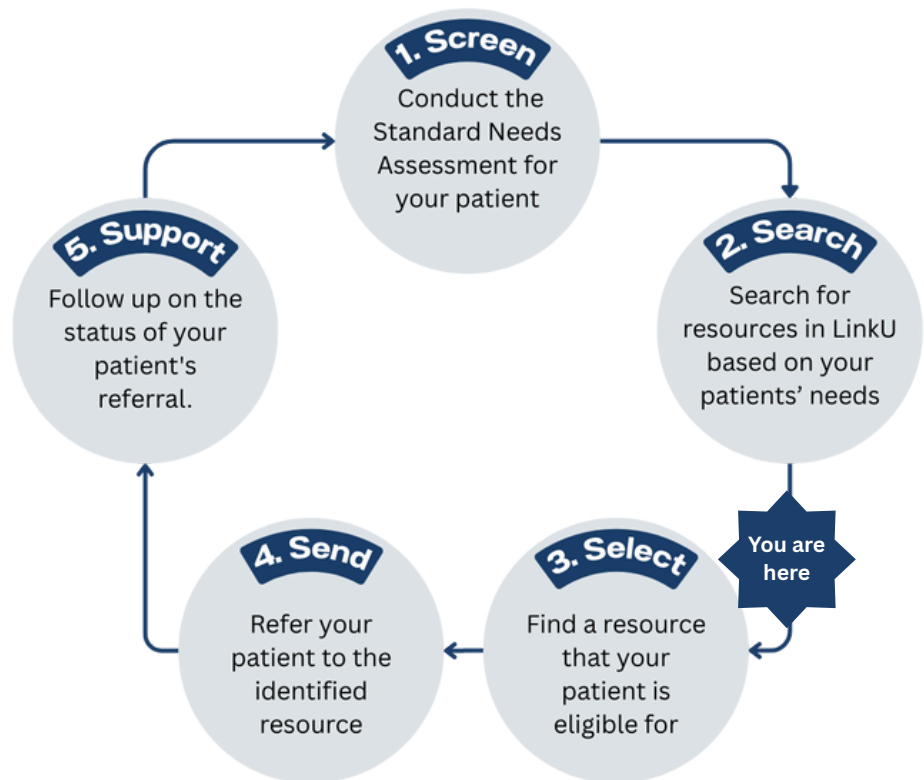 1. Screen
Conduct the
Standard Needs
Assessment for
your patient
2. Search
Search for
resources in LinkU
based on your
patients’ needs
You are
here
3. Select
Find a resource
that your
patient is
eligible for
4. Send
Refer your
patient to the
identified
resource
5. Support
Follow up on the
status of your
patient's
referral.